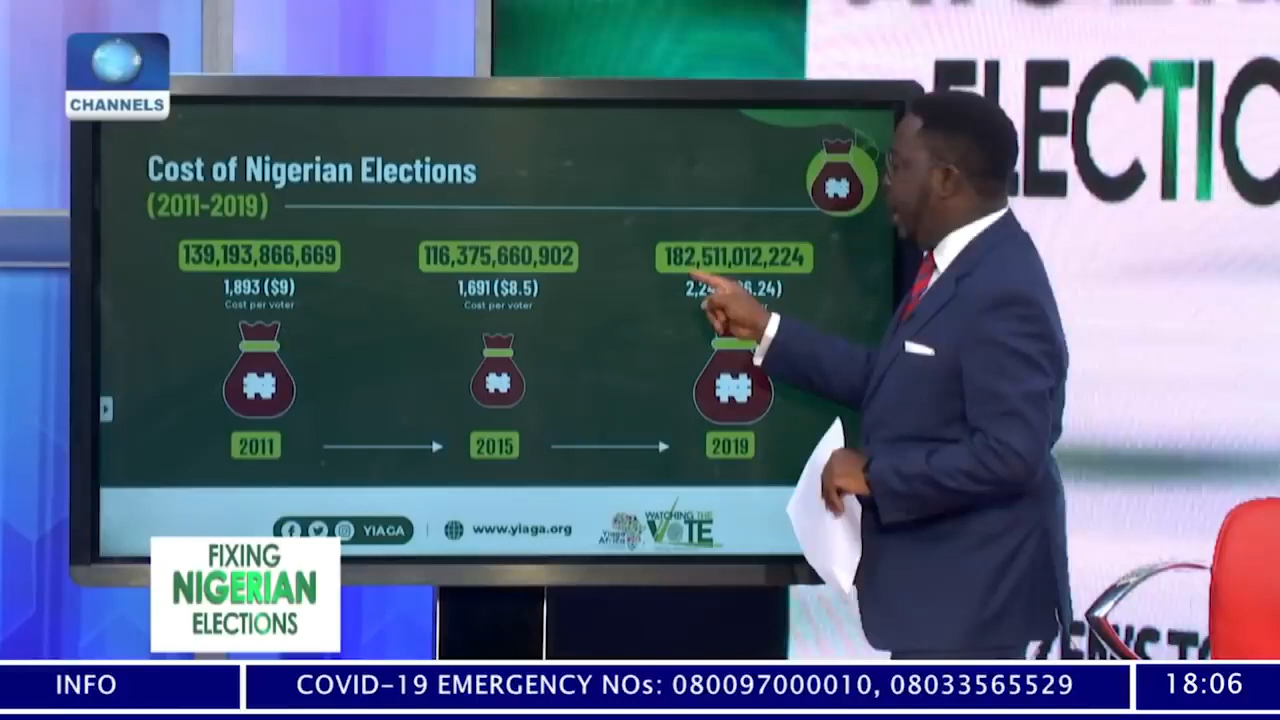 CHANNELS
ELECTIO
Cost of Nigerian Elections
(2011-2019)
139,193,866,669
116,375,660,902
182,511,012,224
1,893 ($9)
1,691 ($8.5)
Cost per voter
Cost per voter
2011
2015
2019
YIAGA
www.yiaga.org
Yiaga
Africa
WATCHING THE
VOTE
FIXING
NIGERIAN
ELECTIONS
INFO
COVID-19 EMERGENCY NOs: 080097000010, 08033565529
18:06